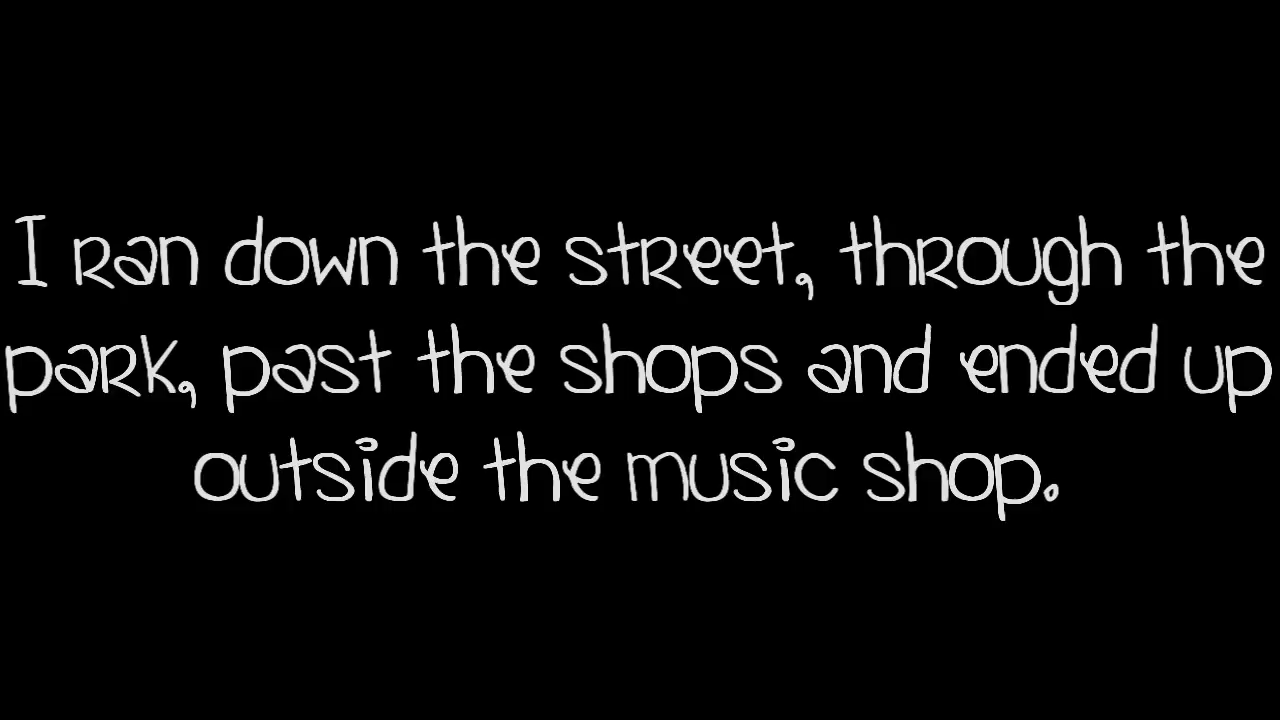 I ran down the street, through the
park, past the shops and ended up
outside the music shop.